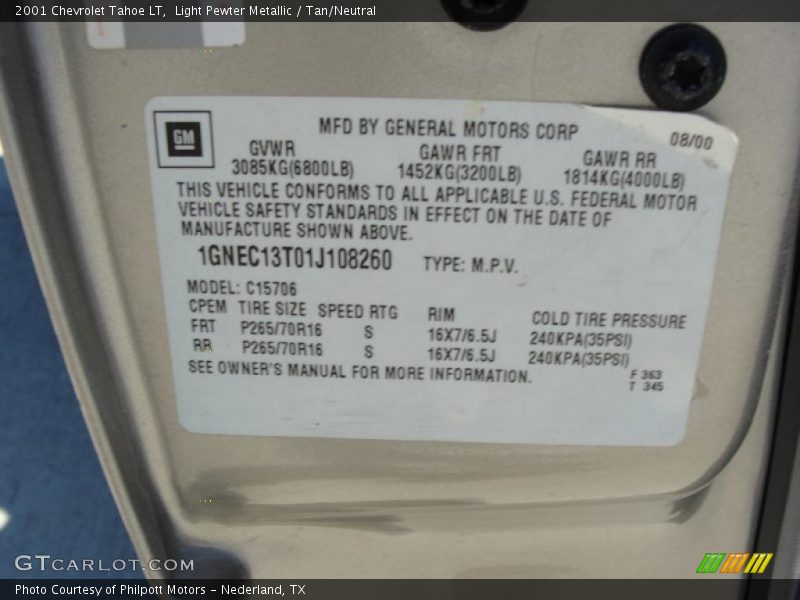 2001 Chevrolet Tahoe LT,  Light Pewter Metallic / Tan/Neutral
GM
MFD BY GENERAL MOTORS CORP
08/00
GVWR GAWR FRT GAWR RR
3085KG(6800LB) 1452KG(3200LB) 1814KG(4000LB)
THIS VEHICLE CONFORMS TO ALL APPLICABLE U.S. FEDERAL MOTOR
VEHICLE SAFETY STANDARDS IN EFFECT ON THE DATE OF
MANUFACTURE SHOWN ABOVE.
1GNEC13T01J108260 TYPE: M.P.V.
MODEL: C15706
CPEM TIRE SIZE SPEED RTG RIM COLD TIRE PRESSURE
FRT P265/70R16 S 16X7/6.5J 240KPA(35PSI)
RR P265/70R16 S 16X7/6.5J 240KPA(35PSI)
SEE OWNER'S MANUAL FOR MORE INFORMATION.
F 363
T 345
GTCARLOT.COM
Photo Courtesy of Philpott Motors - Nederland, TX